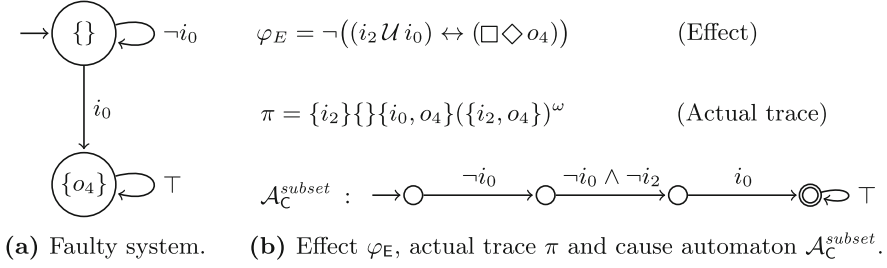 {} ¬i₀
i₀
{o₄} ⊤
(a) Faulty system.
φ_E = ¬((i₂ 𝒰 i₀) ↔ (□◇ o₄)) (Effect)
π = {i₂}{}{i₀, o₄}({i₂, o₄})^ω (Actual trace)
𝒜_C^subset : ¬i₀ ¬i₀ ∧ ¬i₂ i₀ ⊤
(b) Effect φ_E, actual trace π and cause automaton 𝒜_C^subset.